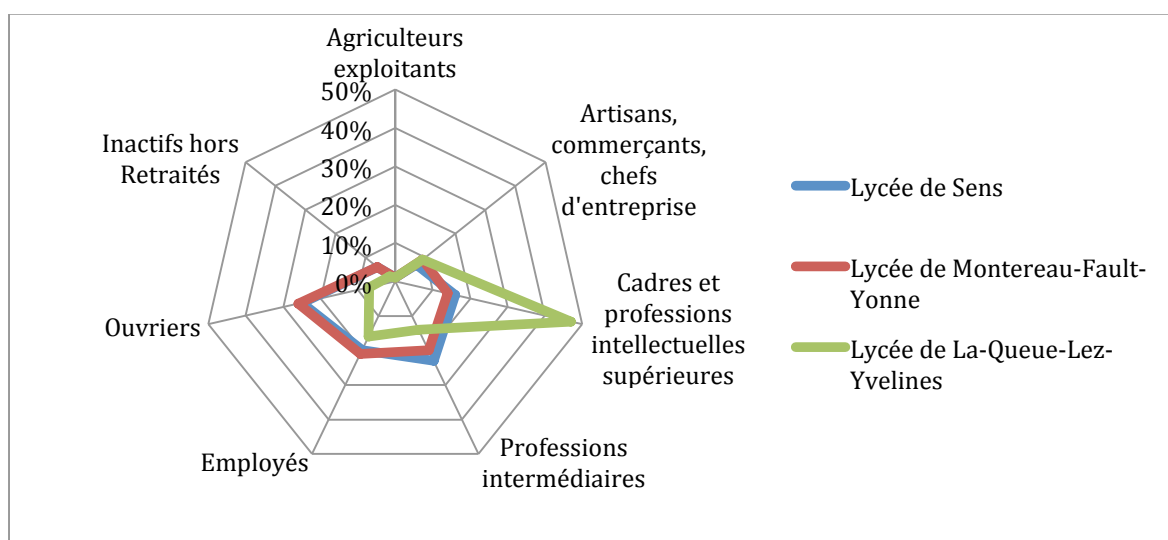 Agriculteurs
exploitants
50%
40%
30%
20%
10%
0%
Artisans,
commerçants,
chefs
d'entreprise
Cadres et
professions
intellectuelles
supérieures
Professions
intermédiaires
Employés
Ouvriers
Inactifs hors
Retraités
Lycée de Sens
Lycée de Montereau-Fault-
Yonne
Lycée de La-Queue-Lez-
Yvelines